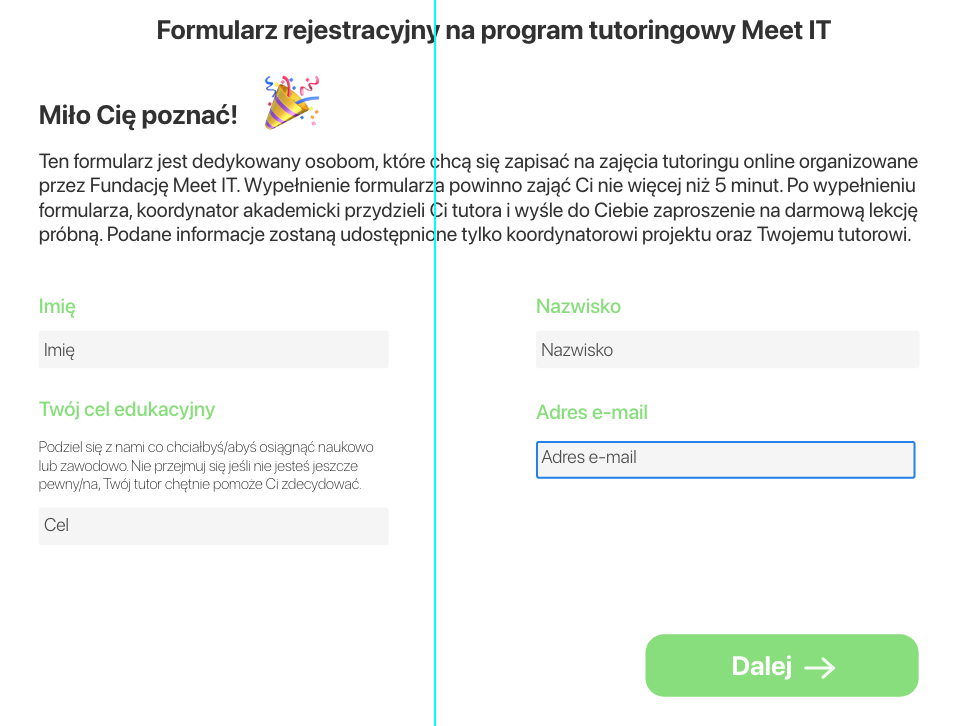 Formularz rejestracyjny na program tutoringowy Meet IT
Miło Cię poznać!
Ten formularz jest dedykowany osobom, które chcą się zapisać na zajęcia tutoringu online organizowane
przez Fundację Meet IT. Wypełnienie formularza powinno zająć Ci nie więcej niż 5 minut. Po wypełnieniu
formularza, koordynator akademicki przydzieli Ci tutora i wyśle do Ciebie zaproszenie na darmową lekcję
próbną. Podane informacje zostaną udostępnione tylko koordynatorowi projektu oraz Twojemu tutorowi.
Imię
Imię
Nazwisko
Nazwisko
Twój cel edukacyjny
Podziel się z nami co chciałbyś/abyś osiągnąć naukowo
lub zawodowo. Nie przejmuj się jeśli nie jesteś jeszcze
pewny/na, Twój tutor chętnie pomoże Ci zdecydować.
Cel
Adres e-mail
Adres e-mail
Dalej →